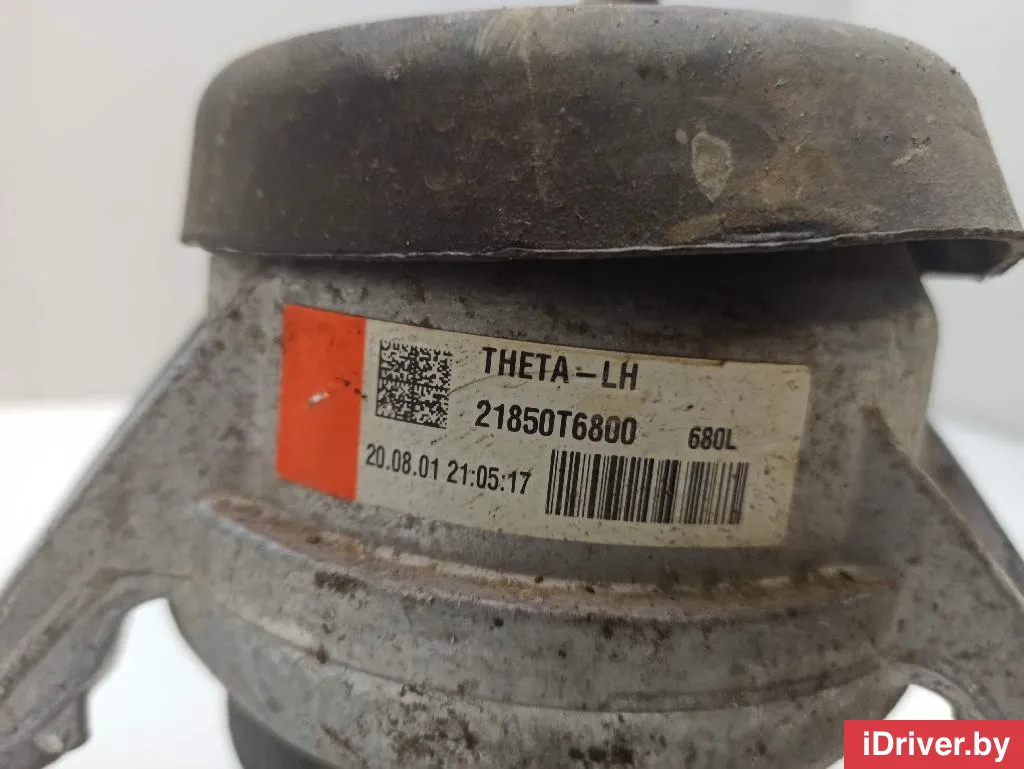 THETA-LH
21850T6800 680L
20.08.01 21:05:17
iDriver.by